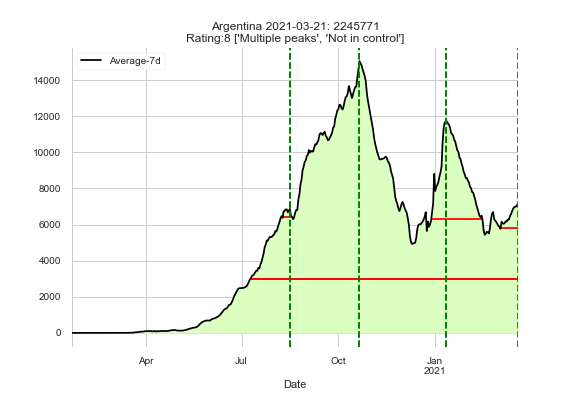 Argentina 2021-03-21: 2245771
Rating:8 ['Multiple peaks', 'Not in control']
Average-7d
14000
12000
10000
8000
6000
4000
2000
0
Apr
Jul
Oct
Jan
2021
Date